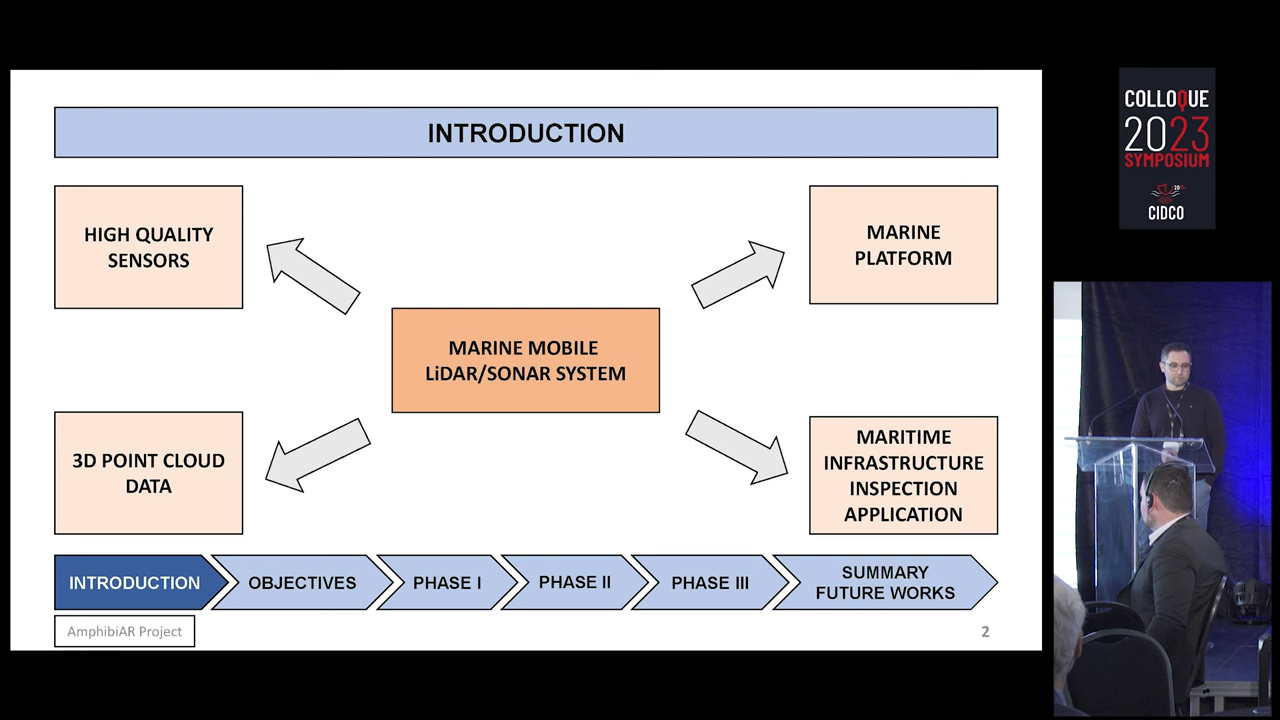 INTRODUCTION
HIGH QUALITY
SENSORS
MARINE
PLATFORM
MARINE MOBILE
LiDAR/SONAR SYSTEM
3D POINT CLOUD
DATA
MARITIME
INFRASTRUCTURE
INSPECTION
APPLICATION
INTRODUCTION
OBJECTIVES
PHASE I
PHASE II
PHASE III
SUMMARY
FUTURE WORKS
AmphibiAR Project
2
COLLOQUE
2023
SYMPOSIUM
CIDCO